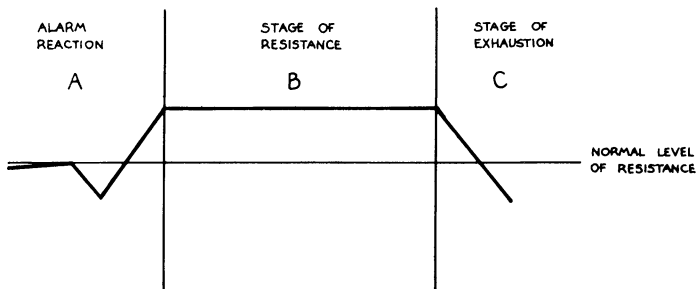 ALARM
REACTION
A
STAGE OF
RESISTANCE
B
STAGE OF
EXHAUSTION
C
NORMAL LEVEL
OF RESISTANCE